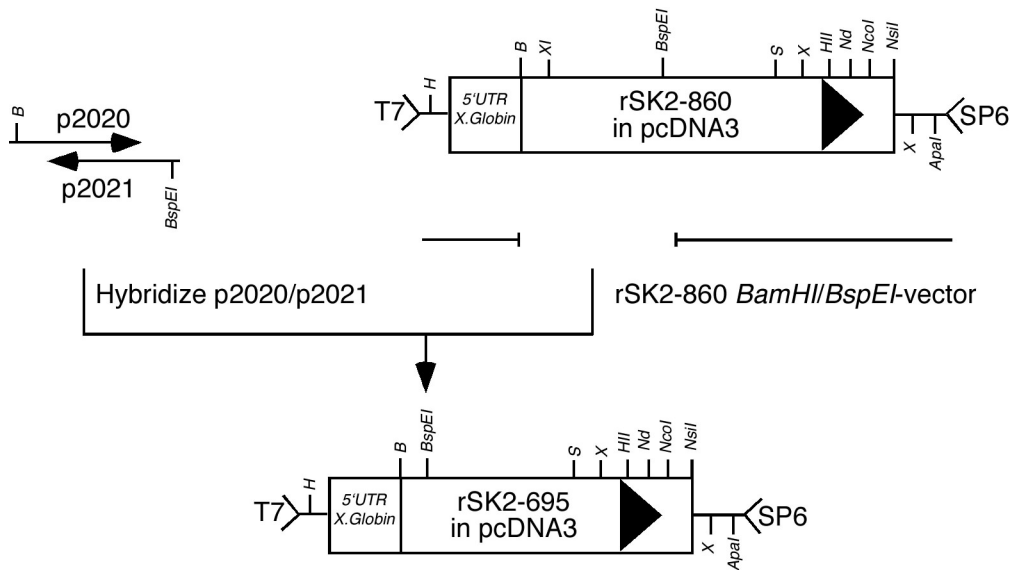 B
p2020
p2021
BspEI
T7
H
5'UTR
X.Globin
B
XI
BspEI
S
X
HII
Nd
NcoI
NsiI
rSK2-860
in pcDNA3
X
ApaI
SP6
Hybridize p2020/p2021
rSK2-860 BamHI/BspEI-vector
T7
H
5'UTR
X.Globin
B
BspEI
S
X
HII
Nd
NcoI
NsiI
rSK2-695
in pcDNA3
X
ApaI
SP6